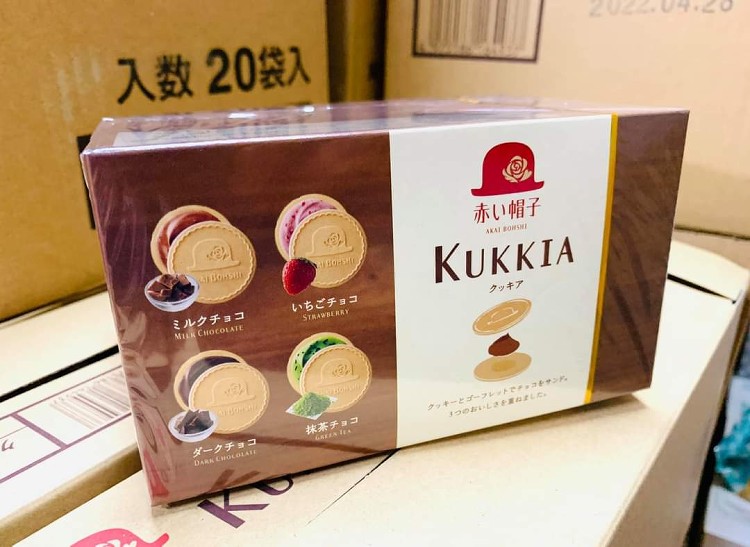 2022.04.26
入数 20袋入
赤い帽子
AKAI BOHSHI
KUKKIA
クッキア
ミルクチョコ
MILK CHOCOLATE
いちごチョコ
STRAWBERRY
ダークチョコ
DARK CHOCOLATE
抹茶チョコ
GREEN TEA
クッキーとゴーフレットでチョコをサンド。
3つのおいしさを重ねました。